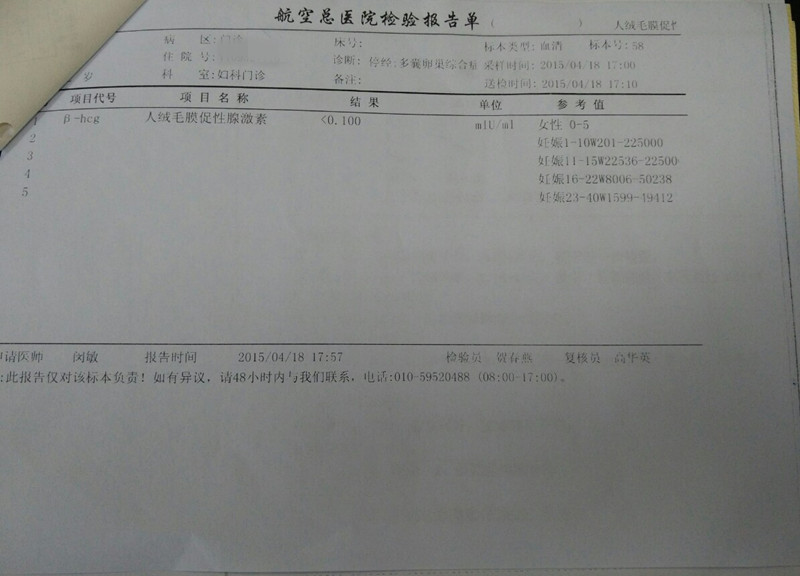 航空总医院检验报告单 ( ) 人绒毛膜促性
病 区:门诊 床号: 标本类型:血清 标本号:58
住 院 号: 诊断: 停经:多囊卵巢综合症 采样时间:2015/04/18 17:00
岁 科 室:妇科门诊 备注: 送检时间:2015/04/18 17:10
项目代号 项 目 名 称 结 果 单位 参 考 值
1 β-hcg 人绒毛膜促性腺激素 <0.100 mIU/ml 女性 0-5
2 妊娠1-10W201-225000
3 妊娠11-15W22536-22500
4 妊娠16-22W8006-50238
5 妊娠23-40W1599-49412
申请医师 闵敏 报告时间 2015/04/18 17:57 检验员 贺春燕 复核员 高华英
:此报告仅对该标本负责! 如有异议, 请48小时内与我们联系, 电话:010-59520488 (08:00-17:00)。